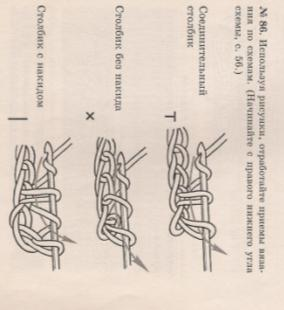 № 86. Используя рисунки, отработайте приемы вяза-
ния по схемам. (Начинайте с правого нижнего угла
схемы, с. 56.)
Соединительный
столбик
Столбик без накида
×
Столбик с накидом